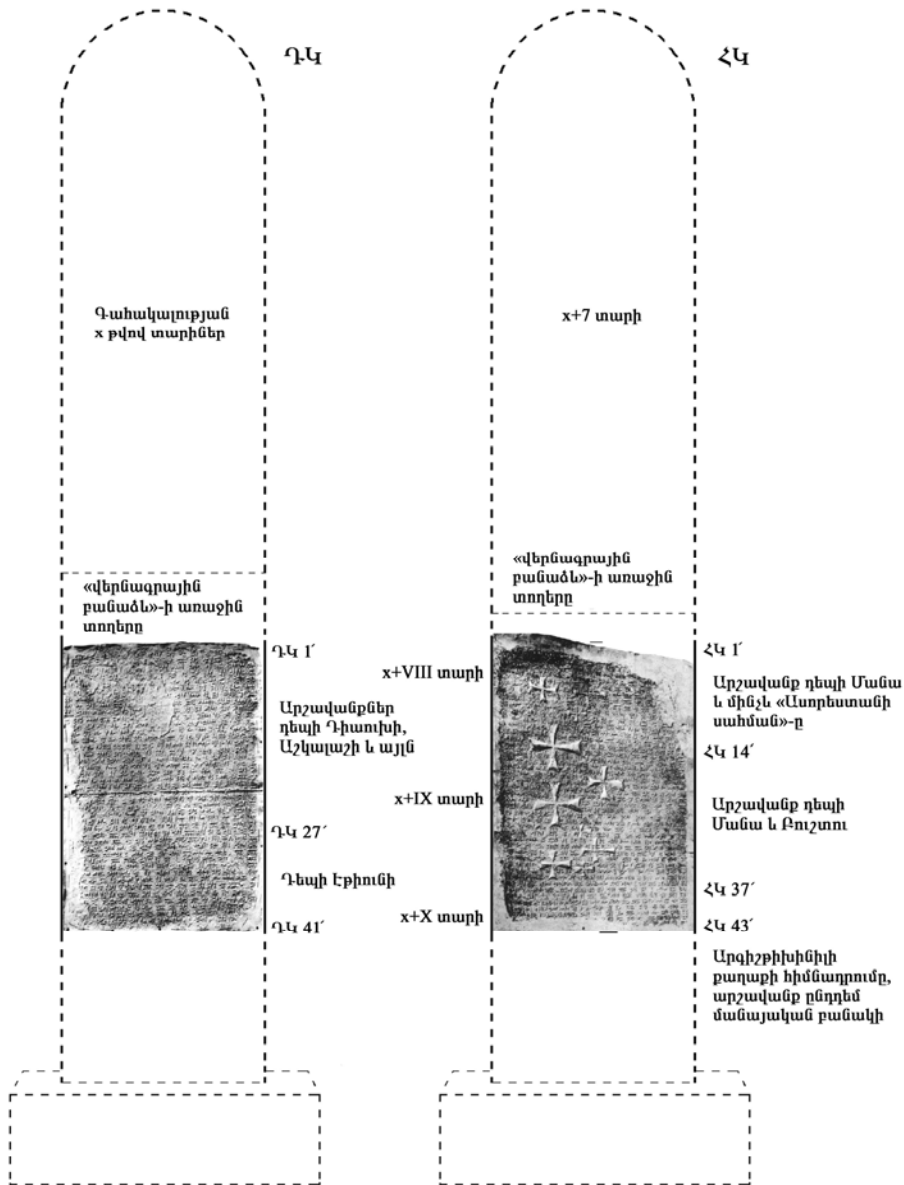 ԴԿ
Գահակալության
x թվով տարիներ
«վերնագրային
բանաձև»-ի առաջին
տողերը
ԴԿ 1′
Արշավանքներ
դեպի Դիաուխի,
Աշկալաշի և այլն
ԴԿ 27′
Դեպի Էթիունի
ԴԿ 41′
ՀԿ
x+7 տարի
«վերնագրային
բանաձև»-ի առաջին
տողերը
x+VIII տարի
x+IX տարի
x+X տարի
ՀԿ 1′
Արշավանք դեպի Մանա
և մինչև «Ասորեստանի
սահման»-ը
ՀԿ 14′
Արշավանք դեպի
Մանա և Բուշտու
ՀԿ 37′
ՀԿ 43′
Արգիշթիխինիլի
քաղաքի հիմնադրումը,
արշավանք ընդդեմ
մանայական բանակի